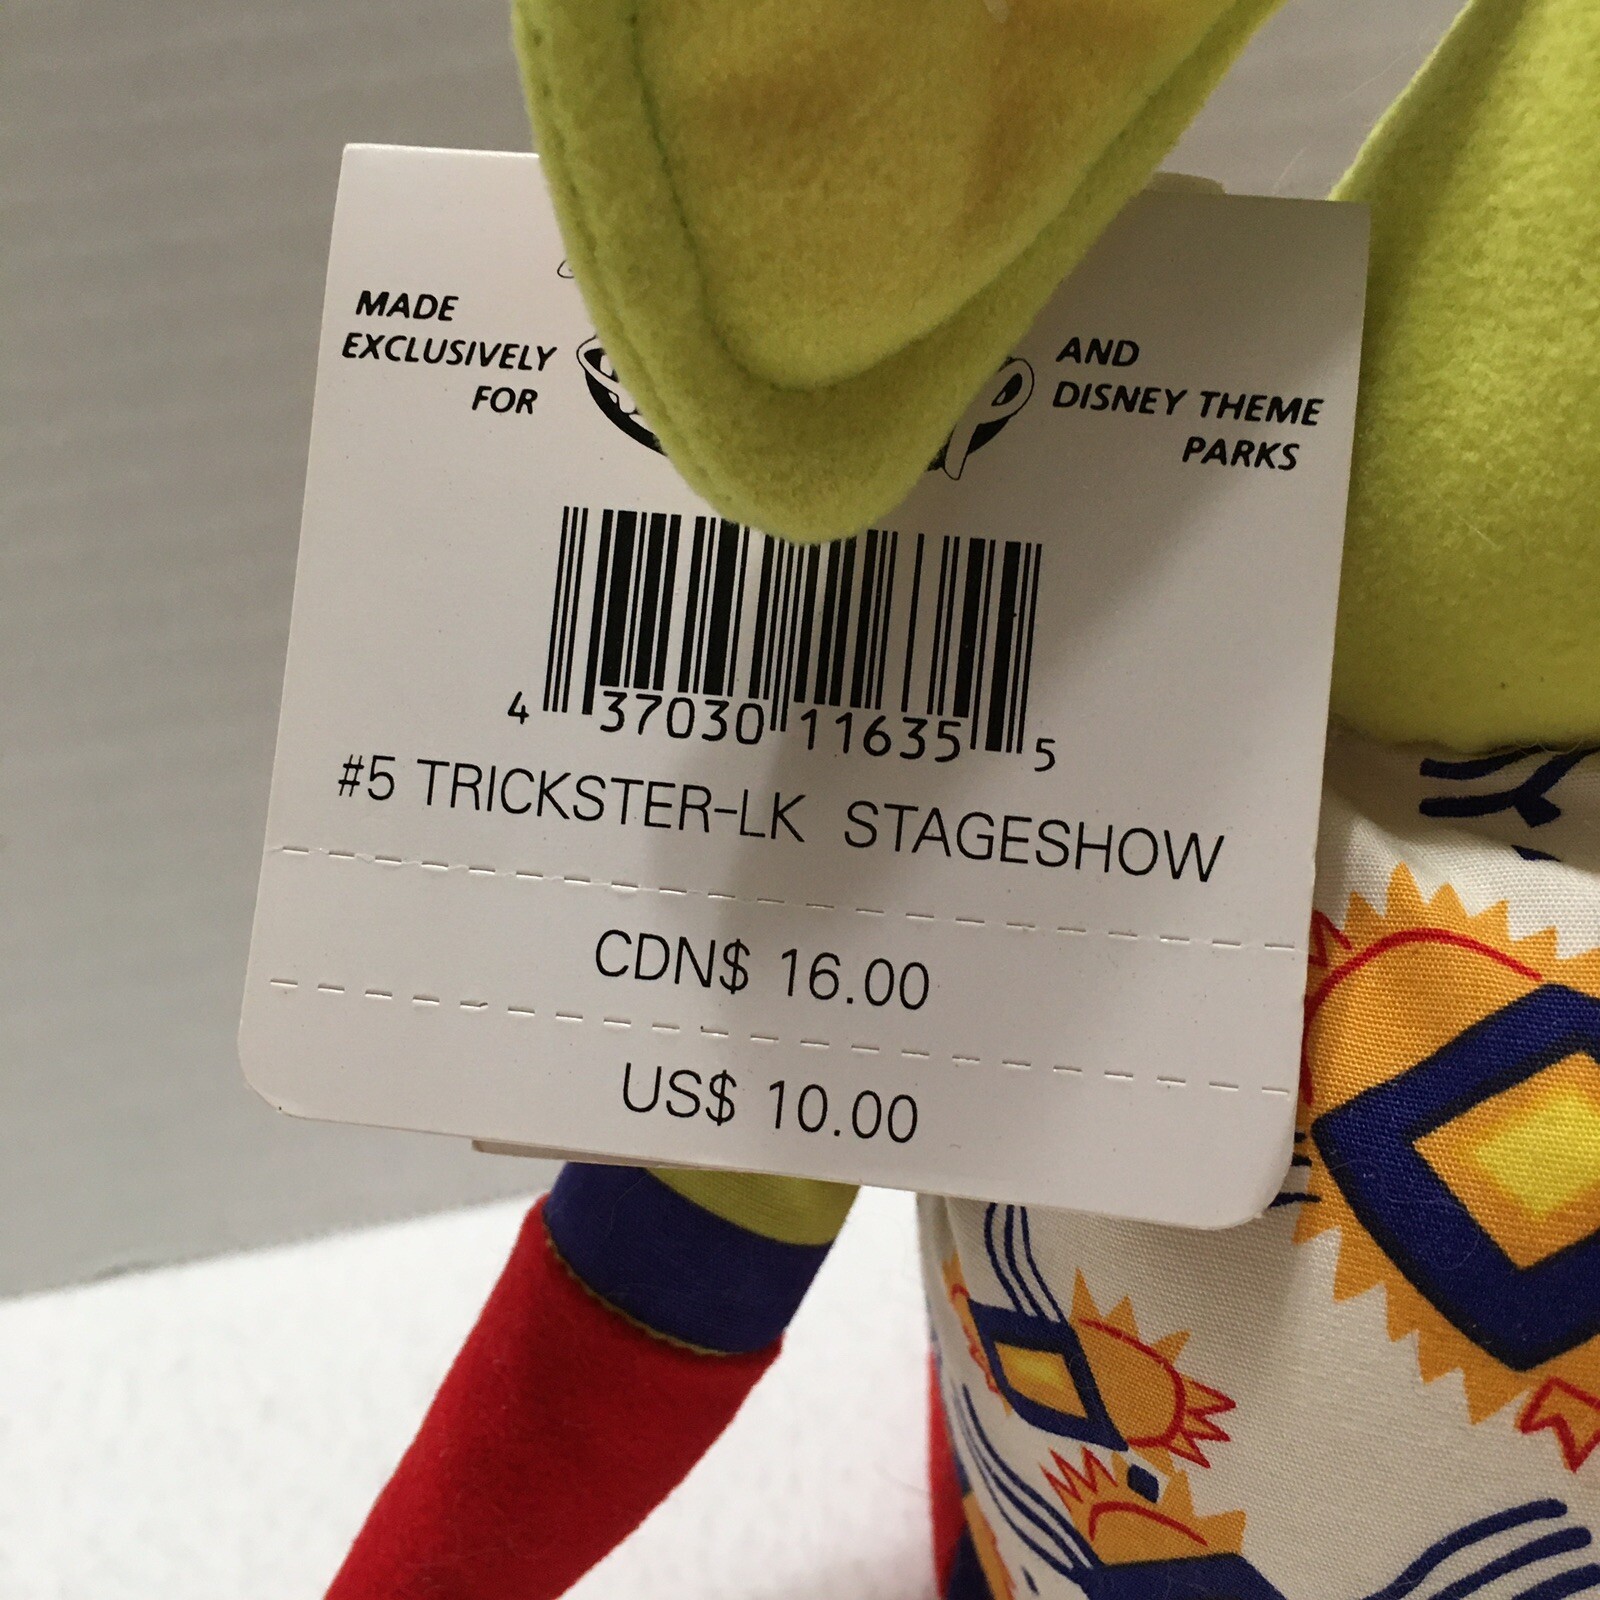 MADE
EXCLUSIVELY
FOR
AND
DISNEY THEME
PARKS
4 37030 11635 5
#5 TRICKSTER-LK STAGESHOW
CDN$ 16.00
US$ 10.00